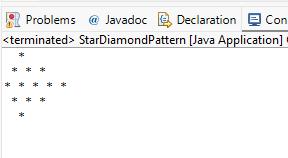 Problems Javadoc Declaration Con
<terminated> StarDiamondPattern [Java Application]
*
* * *
* * * * *
* * *
*